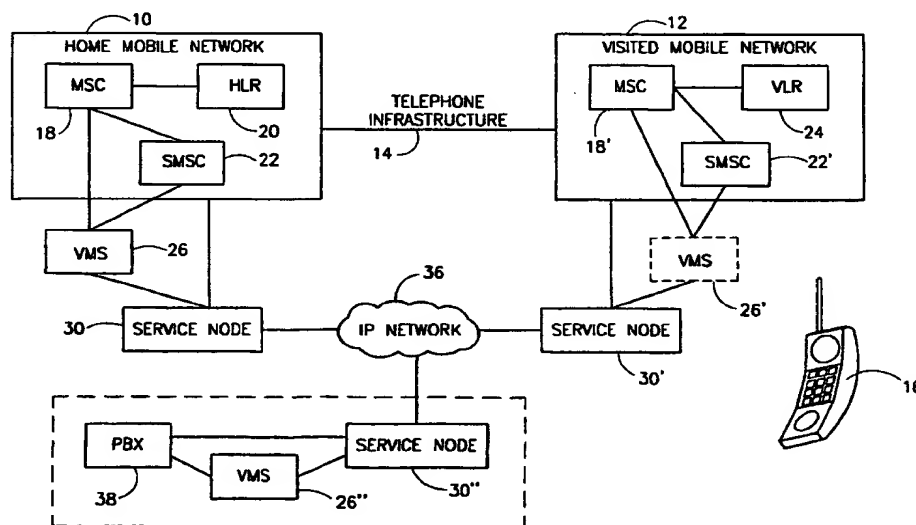 10
12
HOME MOBILE NETWORK
VISITED MOBILE NETWORK
MSC
HLR
MSC
VLR
18
20
TELEPHONE
INFRASTRUCTURE
14
18'
24
SMSC
22
SMSC
22'
VMS
26
VMS
26'
36
30
SERVICE NODE
IP NETWORK
SERVICE NODE
30'
18
PBX
SERVICE NODE
38
VMS
30"
26"